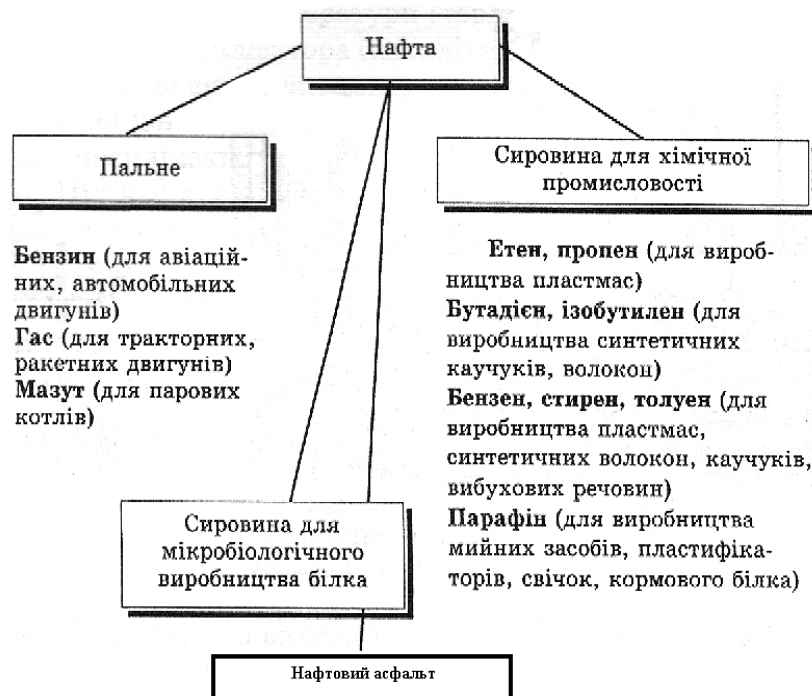 Нафта
Пальне
Сировина для хімічної
промисловості
Бензин (для авіацій-
них, автомобільних
двигунів)
Гас (для тракторних,
ракетних двигунів)
Мазут (для парових
котлів)
Етен, пропен (для вироб-
ництва пластмас)
Бутадієн, ізобутилен (для
виробництва синтетичних
каучуків, волокон)
Бензен, стирен, толуен (для
виробництва пластмас,
синтетичних волокон, каучуків,
вибухових речовин)
Парафін (для виробництва
мийних засобів, пластифіка-
торів, свічок, кормового білка)
Сировина для
мікробіологічного
виробництва білка
Нафтовий асфальт